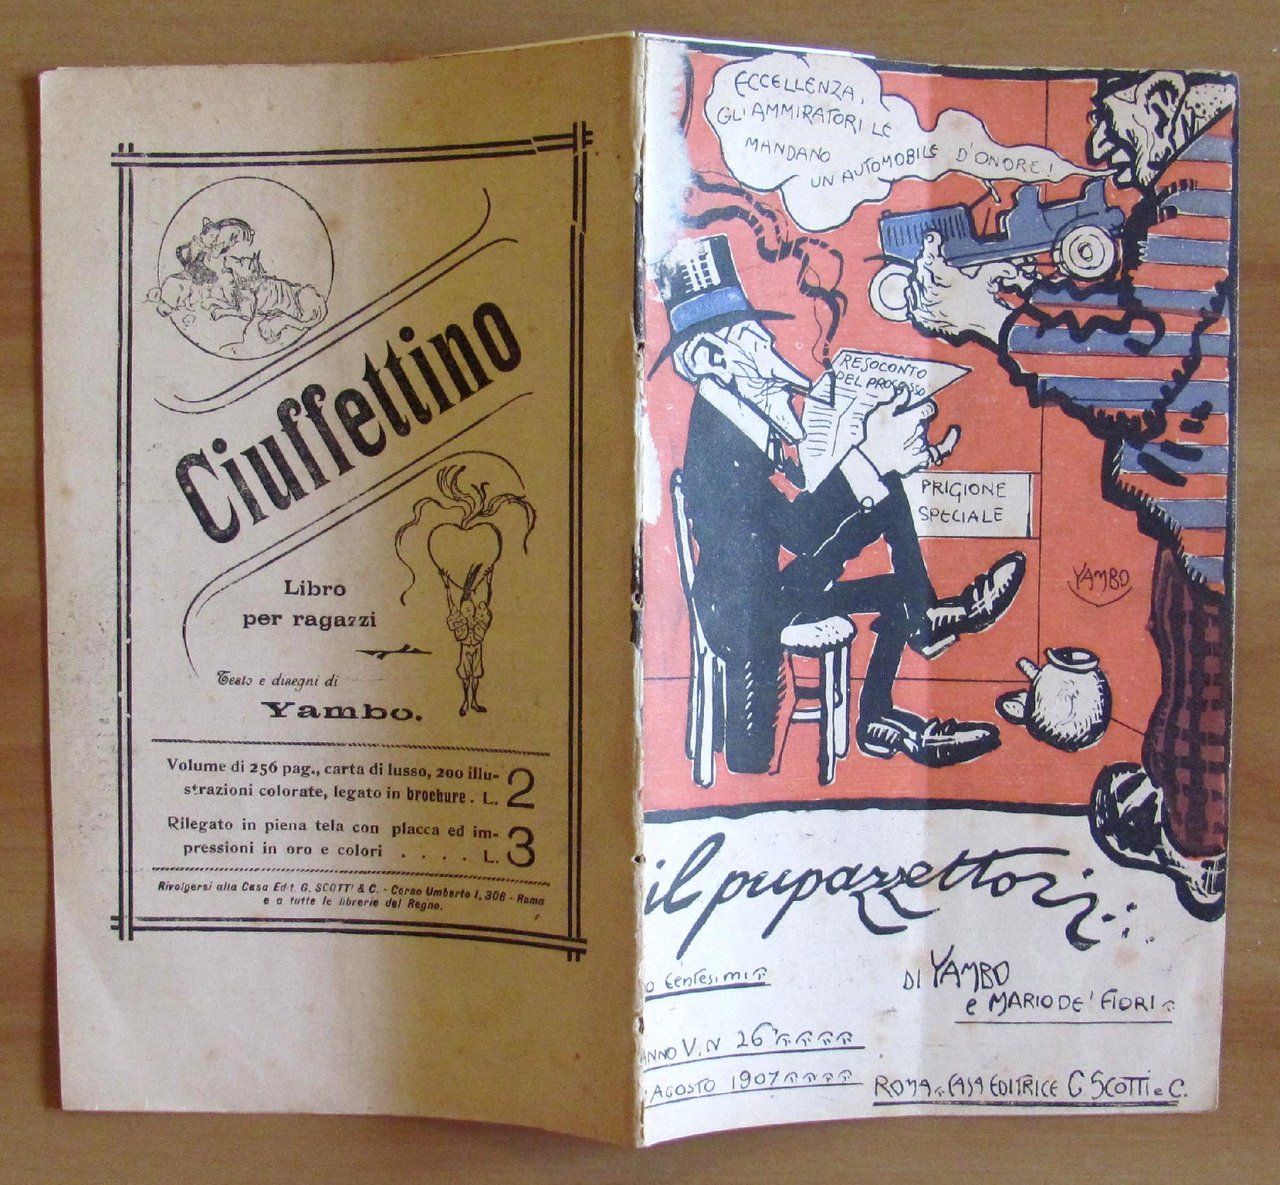 Ciuffettino
Libro
per ragazzi
Testo e disegni di
Yambo.
Volume di 256 pag., carta di lusso, 200 illu-
strazioni colorate, legato in brochure. L. 2
Rilegato in piena tela con placca ed im-
pressioni in oro e colori . . . . L. 3
Rivolgersi alla Casa Edit. G. SCOTTI & C. - Corso Umberto I, 306 - Roma
e a tutte le librerie del Regno.
ECCELLENZA,
GLI AMMIRATORI LE
MANDANO
UN AUTOMOBILE D'ONORE!
RESOCONTO
DEL PROCESSO
PRIGIONE
SPECIALE
YAMBO
il pupazzetto
0 CENTESIMI
DI YAMBO
e MARIO DE' FIORI
ANNO V. N 26
AGOSTO 1907
ROMA - CASA EDITRICE G. SCOTTI e C.